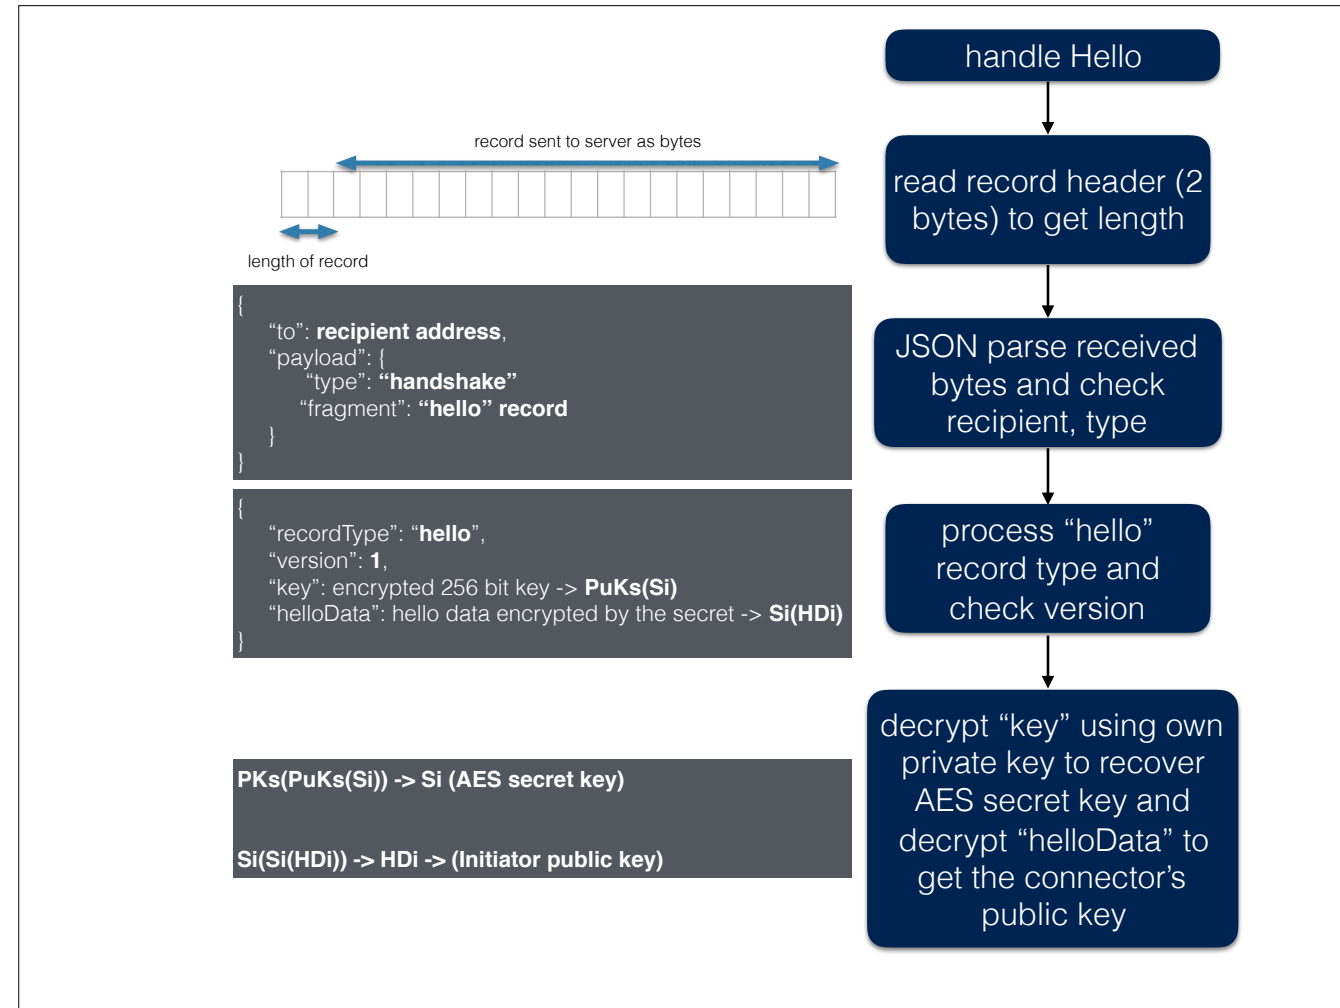 handle Hello
record sent to server as bytes
length of record
read record header (2
bytes) to get length
{
“to”: recipient address,
“payload”: {
“type”: “handshake”
“fragment”: “hello” record
}
}
JSON parse received
bytes and check
recipient, type
{
“recordType”: “hello”,
“version”: 1,
“key”: encrypted 256 bit key -> PuKs(Si)
“helloData”: hello data encrypted by the secret -> Si(HDi)
}
process “hello”
record type and
check version
PKs(PuKs(Si)) -> Si (AES secret key)
Si(Si(HDi)) -> HDi -> (Initiator public key)
decrypt “key” using own
private key to recover
AES secret key and
decrypt “helloData” to
get the connector’s
public key